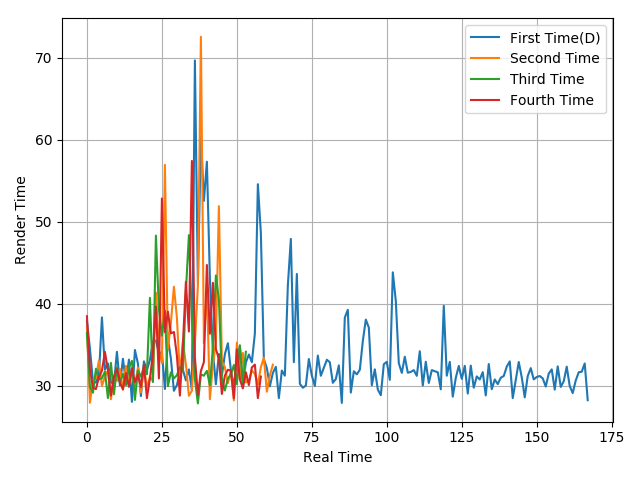 First Time(D)
Second Time
Third Time
Fourth Time
Render Time
70
60
50
40
30
0 25 50 75 100 125 150 175
Real Time